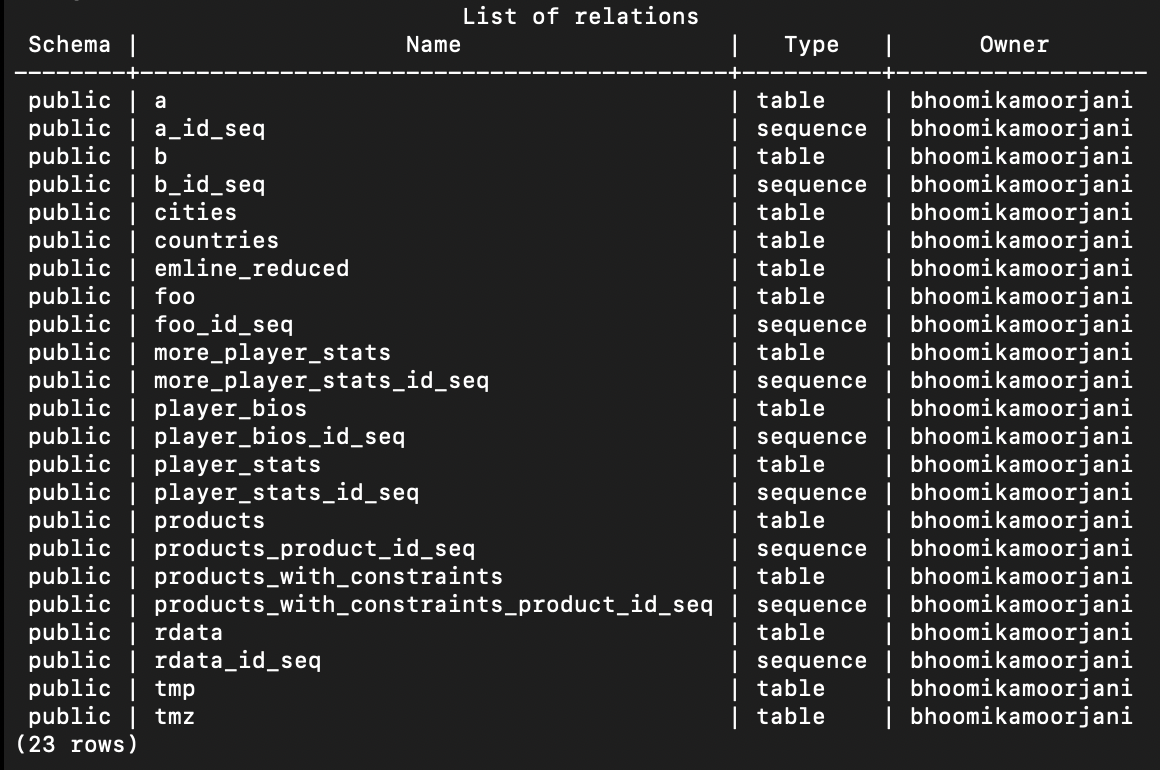 List of relations
Schema | Name | Type | Owner
--------+------------------------------------------+----------+------------------
public | a | table | bhoomikamoorjani
public | a_id_seq | sequence | bhoomikamoorjani
public | b | table | bhoomikamoorjani
public | b_id_seq | sequence | bhoomikamoorjani
public | cities | table | bhoomikamoorjani
public | countries | table | bhoomikamoorjani
public | emline_reduced | table | bhoomikamoorjani
public | foo | table | bhoomikamoorjani
public | foo_id_seq | sequence | bhoomikamoorjani
public | more_player_stats | table | bhoomikamoorjani
public | more_player_stats_id_seq | sequence | bhoomikamoorjani
public | player_bios | table | bhoomikamoorjani
public | player_bios_id_seq | sequence | bhoomikamoorjani
public | player_stats | table | bhoomikamoorjani
public | player_stats_id_seq | sequence | bhoomikamoorjani
public | products | table | bhoomikamoorjani
public | products_product_id_seq | sequence | bhoomikamoorjani
public | products_with_constraints | table | bhoomikamoorjani
public | products_with_constraints_product_id_seq | sequence | bhoomikamoorjani
public | rdata | table | bhoomikamoorjani
public | rdata_id_seq | sequence | bhoomikamoorjani
public | tmp | table | bhoomikamoorjani
public | tmz | table | bhoomikamoorjani
(23 rows)